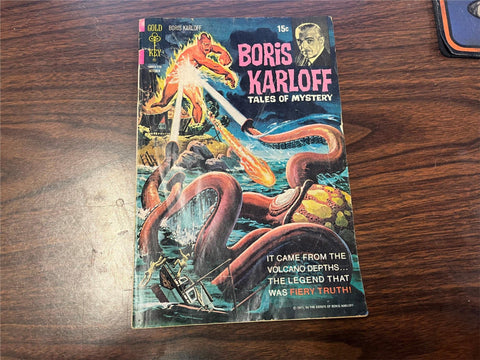 GOLD
KEY
BORIS KARLOFF
15¢
BORIS
KARLOFF
TALES OF MYSTERY
IT CAME FROM THE
VOLCANO DEPTHS...
THE LEGEND THAT
WAS FIERY TRUTH!